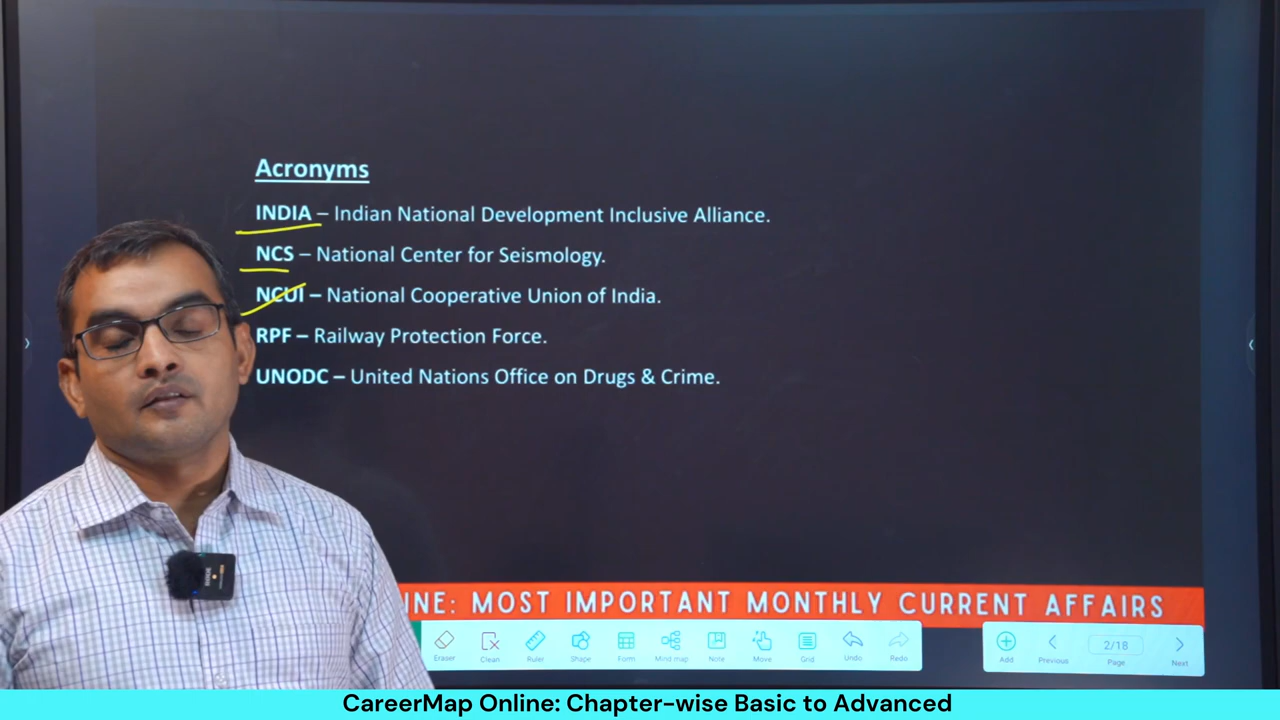 Acronyms
INDIA – Indian National Development Inclusive Alliance.
NCS – National Center for Seismology.
NCUI – National Cooperative Union of India.
RPF – Railway Protection Force.
UNODC – United Nations Office on Drugs & Crime.
INE: MOST IMPORTANT MONTHLY CURRENT AFFAIRS
Eraser Clean Ruler Shape Form Mind map Note Move Grid Undo Redo
Add Previous 2/18 Page Next
CareerMap Online: Chapter-wise Basic to Advanced